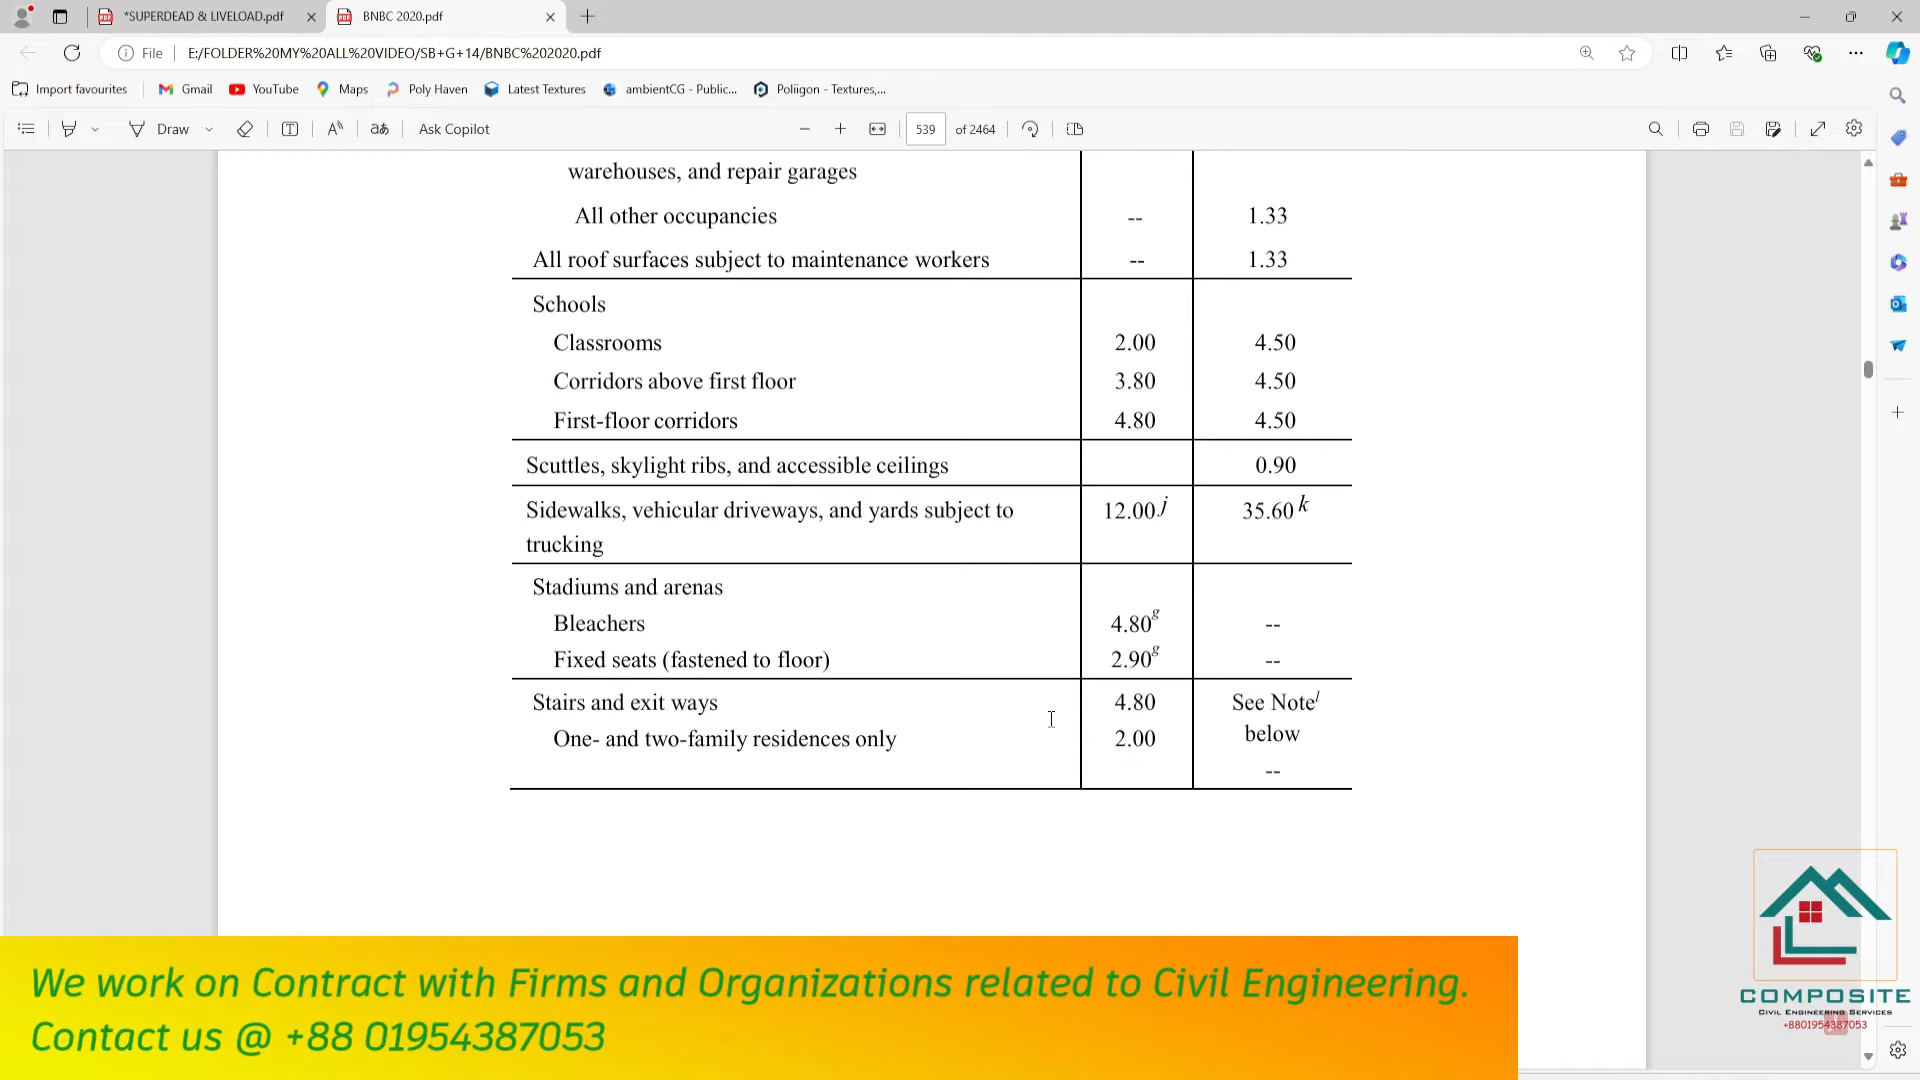 *SUPERDEAD & LIVELOAD.pdf
BNBC 2020.pdf
File
E:/FOLDER%20MY%20ALL%20VIDEO/SB+G+14/BNBC%202020.pdf
Import favourites
Gmail
YouTube
Maps
Poly Haven
Latest Textures
ambientCG - Public...
Poliigon - Textures,...
Draw
Ask Copilot
539 of 2464
warehouses, and repair garages
All other occupancies -- 1.33
All roof surfaces subject to maintenance workers -- 1.33
Schools
Classrooms 2.00 4.50
Corridors above first floor 3.80 4.50
First-floor corridors 4.80 4.50
Scuttles, skylight ribs, and accessible ceilings 0.90
Sidewalks, vehicular driveways, and yards subject to 12.00 j 35.60 k
trucking
Stadiums and arenas
Bleachers 4.80g --
Fixed seats (fastened to floor) 2.90g --
Stairs and exit ways 4.80 See Notel
One- and two-family residences only 2.00 below
--
We work on Contract with Firms and Organizations related to Civil Engineering.
Contact us @ +88 01954387053
COMPOSITE
CIVIL ENGINEERING SERVICES
+8801954387053